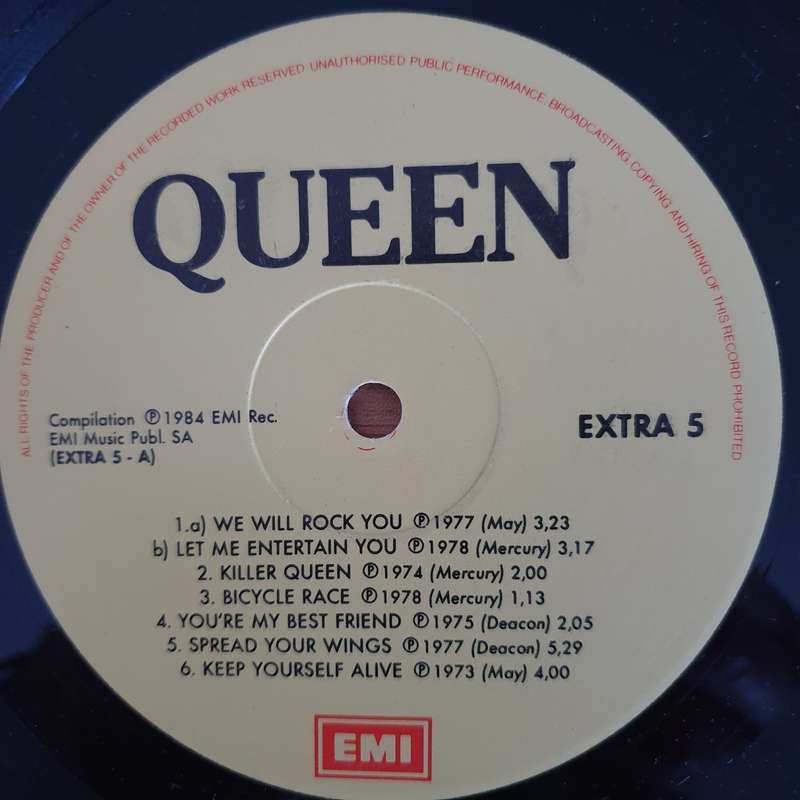 ALL RIGHTS OF THE PRODUCER AND OF THE OWNER OF THE RECORDED WORK RESERVED UNAUTHORISED PUBLIC PERFORMANCE, BROADCASTING, COPYING AND HIRING OF THIS RECORD PROHIBITED
QUEEN
Compilation ℗ 1984 EMI Rec.
EMI Music Publ. SA
(EXTRA 5 - A)
EXTRA 5
1.a) WE WILL ROCK YOU ℗ 1977 (May) 3,23
b) LET ME ENTERTAIN YOU ℗ 1978 (Mercury) 3,17
2. KILLER QUEEN ℗ 1974 (Mercury) 2,00
3. BICYCLE RACE ℗ 1978 (Mercury) 1,13
4. YOU'RE MY BEST FRIEND ℗ 1975 (Deacon) 2,05
5. SPREAD YOUR WINGS ℗ 1977 (Deacon) 5,29
6. KEEP YOURSELF ALIVE ℗ 1973 (May) 4,00
EMI